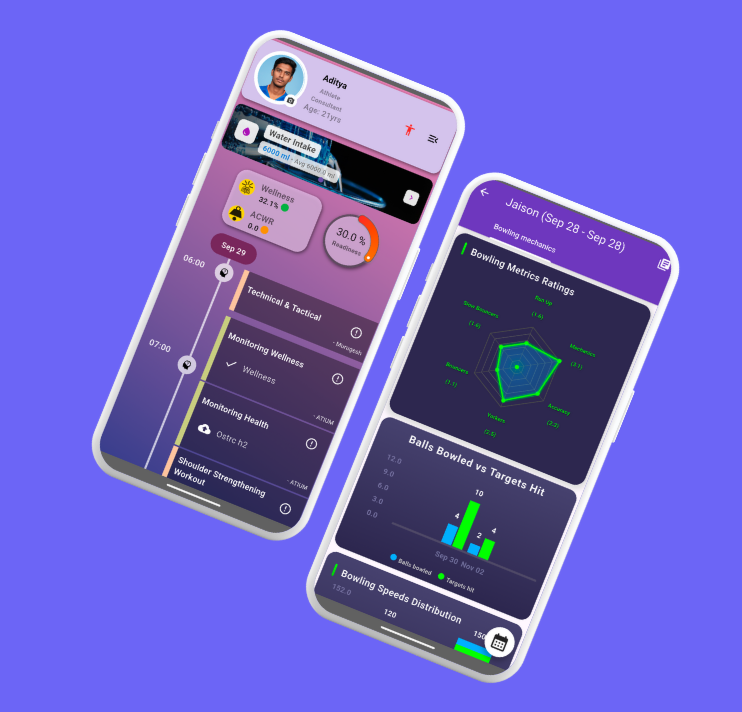 Aditya
Athlete
Consultant
Age: 21yrs
Water Intake
6000 ml - Avg 6000.0 ml
Wellness
32.1%
ACWR
0.0
30.0 %
Readiness
Sep 29
06:00
Technical & Tactical
- Murugesh
07:00
Monitoring Wellness
Wellness
- ATIUM
Monitoring Health
Ostrc h2
- ATIUM
Shoulder Strengthening
Workout
Jaison (Sep 28 - Sep 28)
Bowling mechanics
Bowling Metrics Ratings
Run Up
(1.6)
Slow Bouncers
(1.6)
Mechanics
(3.1)
Bouncers
(1.1)
Accuracy
(2.2)
Yorkers
(2.6)
Balls Bowled vs Targets Hit
12.0
9.0
6.0
3.0
0.0
4
10
2
4
Sep 30 Nov 02
Balls bowled
Targets hit
Bowling Speeds Distribution
152.0
120
150